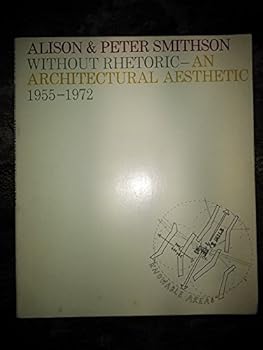 ALISON & PETER SMITHSON
WITHOUT RHETORIC – AN
ARCHITECTURAL AESTHETIC
1955–1972